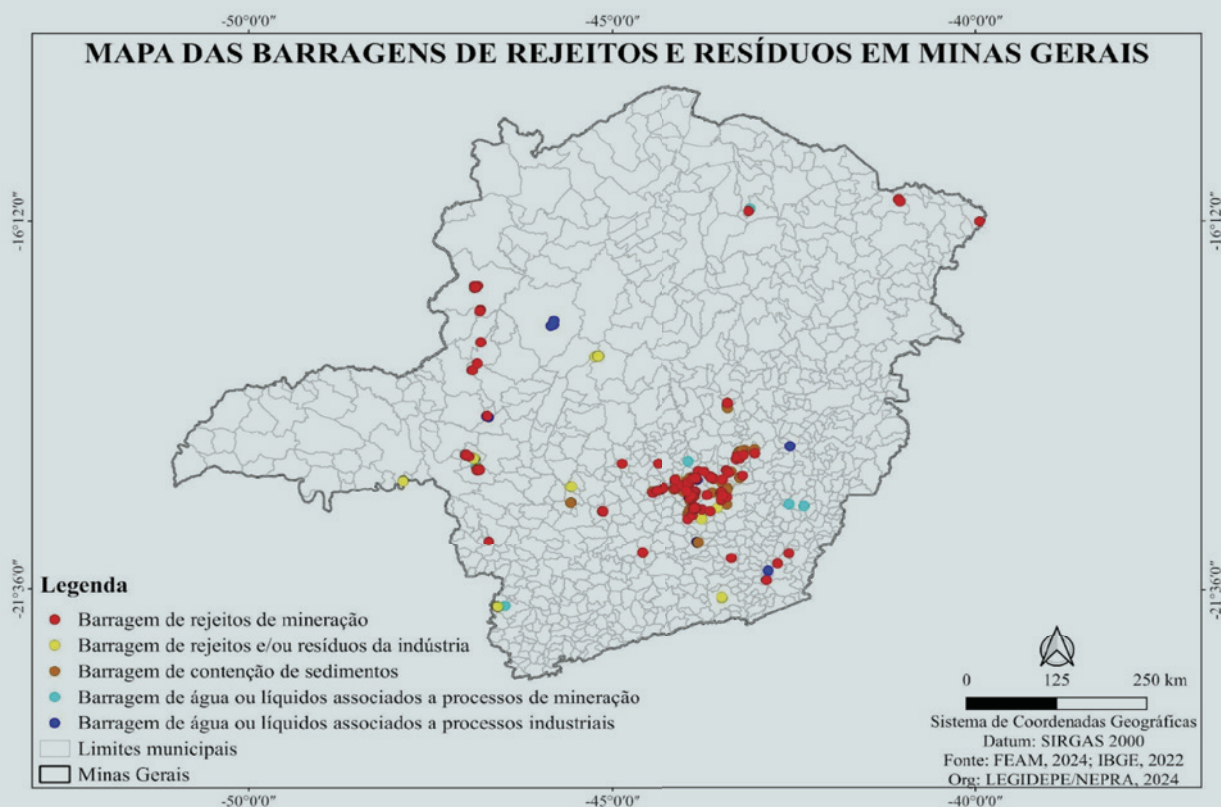 -50°0'0" -45°0'0" -40°0'0"
MAPA DAS BARRAGENS DE REJEITOS E RESÍDUOS EM MINAS GERAIS
-16°12'0" -16°12'0"
-21°36'0" -21°36'0"
Legenda
Barragem de rejeitos de mineração
Barragem de rejeitos e/ou resíduos da indústria
Barragem de contenção de sedimentos
Barragem de água ou líquidos associados a processos de mineração
Barragem de água ou líquidos associados a processos industriais
Limites municipais
Minas Gerais
0 125 250 km
Sistema de Coordenadas Geográficas
Datum: SIRGAS 2000
Fonte: FEAM, 2024; IBGE, 2022
Org: LEGIDEPE/NEPRA, 2024
-50°0'0" -45°0'0" -40°0'0"